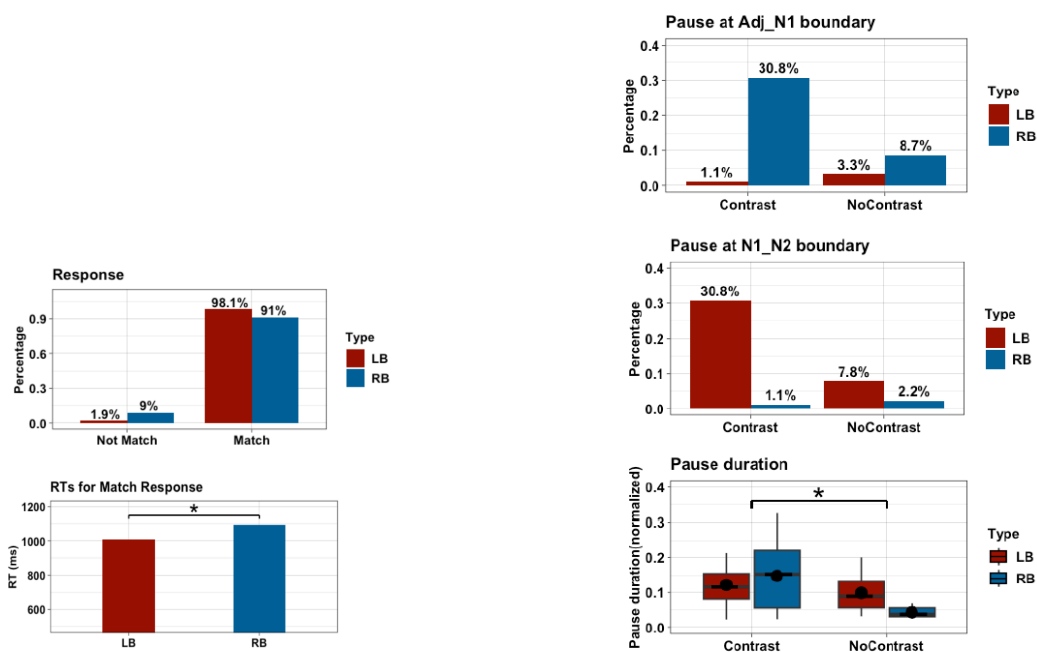 Response
Percentage
0.9
0.6
0.3
0.0
1.9%
9%
98.1%
91%
Not Match
Match
Type
LB
RB
RTs for Match Response
RT (ms)
1200
1000
800
600
*
LB
RB
Pause at Adj_N1 boundary
Percentage
0.4
0.3
0.2
0.1
0.0
1.1%
30.8%
3.3%
8.7%
Contrast
NoContrast
Type
LB
RB
Pause at N1_N2 boundary
Percentage
0.4
0.3
0.2
0.1
0.0
30.8%
1.1%
7.8%
2.2%
Contrast
NoContrast
Type
LB
RB
Pause duration
Pause duration(normalized)
0.4
0.3
0.2
0.1
0.0
*
Contrast
NoContrast
Type
LB
RB